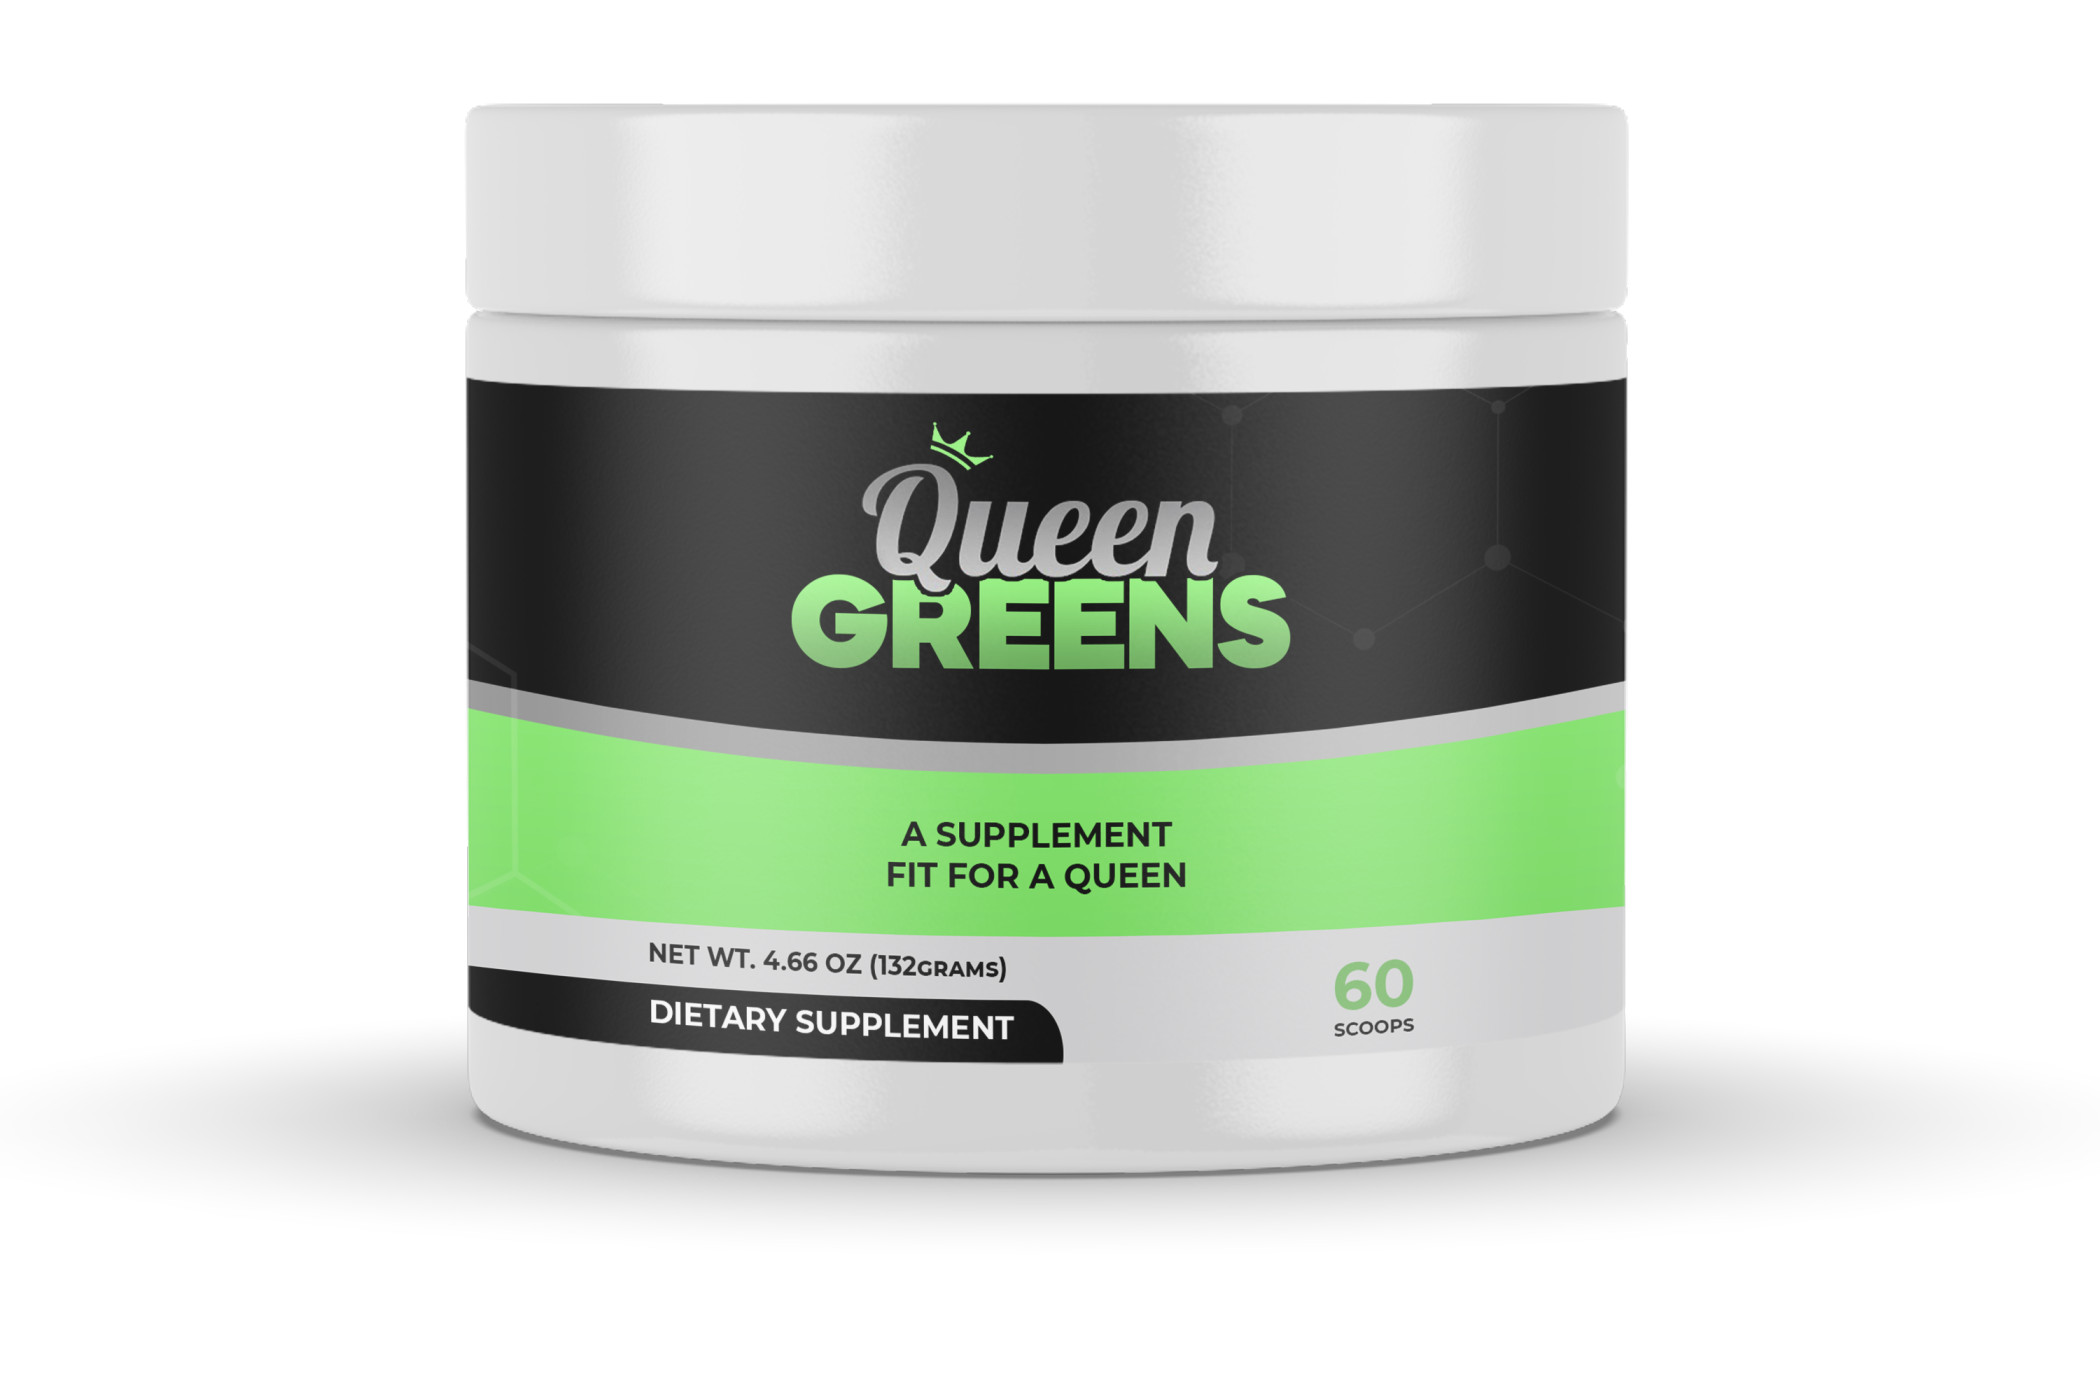 Queen
GREENS
A SUPPLEMENT
FIT FOR A QUEEN
NET WT. 4.66 OZ (132GRAMS)
DIETARY SUPPLEMENT
60
SCOOPS